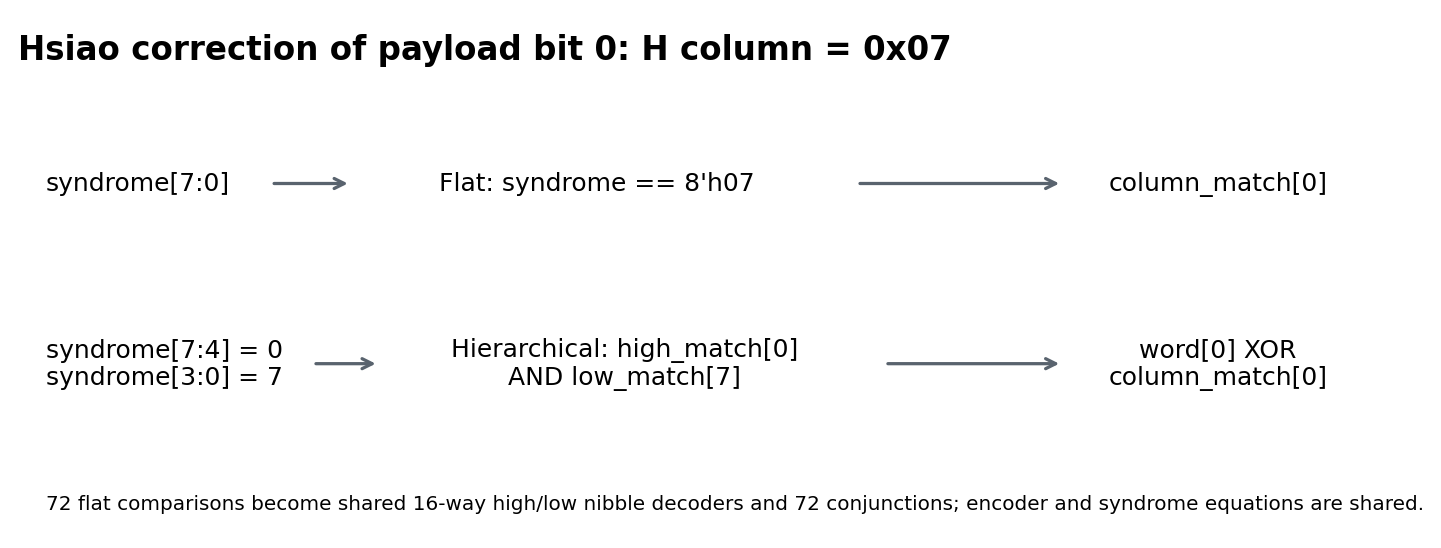 Hsiao correction of payload bit 0: H column = 0x07
syndrome[7:0]
Flat: syndrome == 8'h07
column_match[0]
syndrome[7:4] = 0
syndrome[3:0] = 7
Hierarchical: high_match[0]
AND low_match[7]
word[0] XOR
column_match[0]
72 flat comparisons become shared 16-way high/low nibble decoders and 72 conjunctions; encoder and syndrome equations are shared.